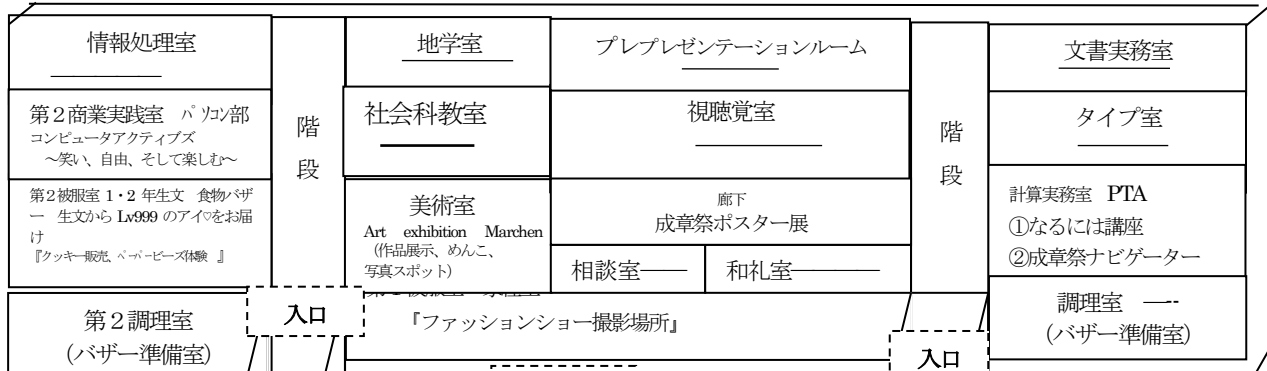 情報処理室
第2商業実践室 パソコン部
コンピュータアクティブズ
~笑い、自由、そして楽しむ~
第2被服室 1・2 年生文 食物バザ
ー 生文から Lv999 のアイ♡をお届
け
『クッキー販売、ペーパービーズ体験 』
第2調理室
(バザー準備室)
階
段
入口
地学室
社会科教室
美術室
Art exhibition Marchen
(作品展示、めんこ、
写真スポット)
プレプレゼンテーションルーム
視聴覚室
廊下
成章祭ポスター展
相談室
和礼室
『ファッションショー撮影場所』
階
段
入口
文書実務室
タイプ室
計算実務室 PTA
①なるには講座
②成章祭ナビゲーター
調理室 ―--
(バザー準備室)